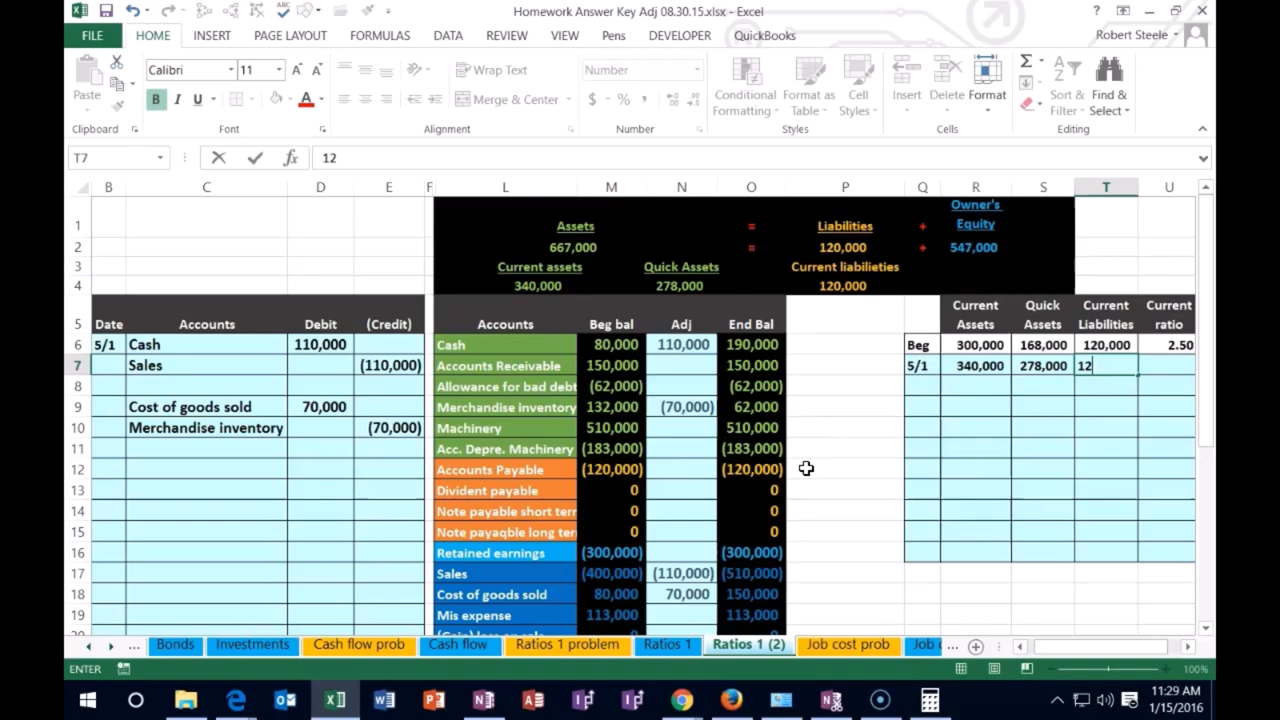 Homework Answer Key Adj 08.30.15.xlsx - Excel
FILE HOME INSERT PAGE LAYOUT FORMULAS DATA REVIEW VIEW Pens DEVELOPER QuickBooks Robert Steele
Calibri 11 Wrap Text Number
Paste B I U A Merge & Center $ % , Conditional Formatting Format as Table Cell Styles Insert Delete Format Sort & Filter Find & Select
Clipboard Font Alignment Number Styles Cells Editing
T7 fx 12
B C D E F L M N O P Q R S T U
1 Assets = Liabilities + Owner's Equity
2 667,000 = 120,000 + 547,000
3 Current assets Quick Assets Current liabilieties
4 340,000 278,000 120,000
5 Date Accounts Debit (Credit) Accounts Beg bal Adj End Bal Current Assets Quick Assets Current Liabilities Current ratio
6 5/1 Cash 110,000 Cash 80,000 110,000 190,000 Beg 300,000 168,000 120,000 2.50
7 Sales (110,000) Accounts Receivable 150,000 150,000 5/1 340,000 278,000 12
8 Allowance for bad debt (62,000) (62,000)
9 Cost of goods sold 70,000 Merchandise inventory 132,000 (70,000) 62,000
10 Merchandise inventory (70,000) Machinery 510,000 510,000
11 Acc. Depre. Machinery (183,000) (183,000)
12 Accounts Payable (120,000) (120,000)
13 Divident payable 0 0
14 Note payable short ter 0 0
15 Note payaqble long ter 0 0
16 Retained earnings (300,000) (300,000)
17 Sales (400,000) (110,000) (510,000)
18 Cost of goods sold 80,000 70,000 150,000
19 Mis expense 113,000 113,000
... Bonds Investments Cash flow prob Cash flow Ratios 1 problem Ratios 1 Ratios 1 (2) Job cost prob Job ...
ENTER 100%
11:29 AM
1/15/2016